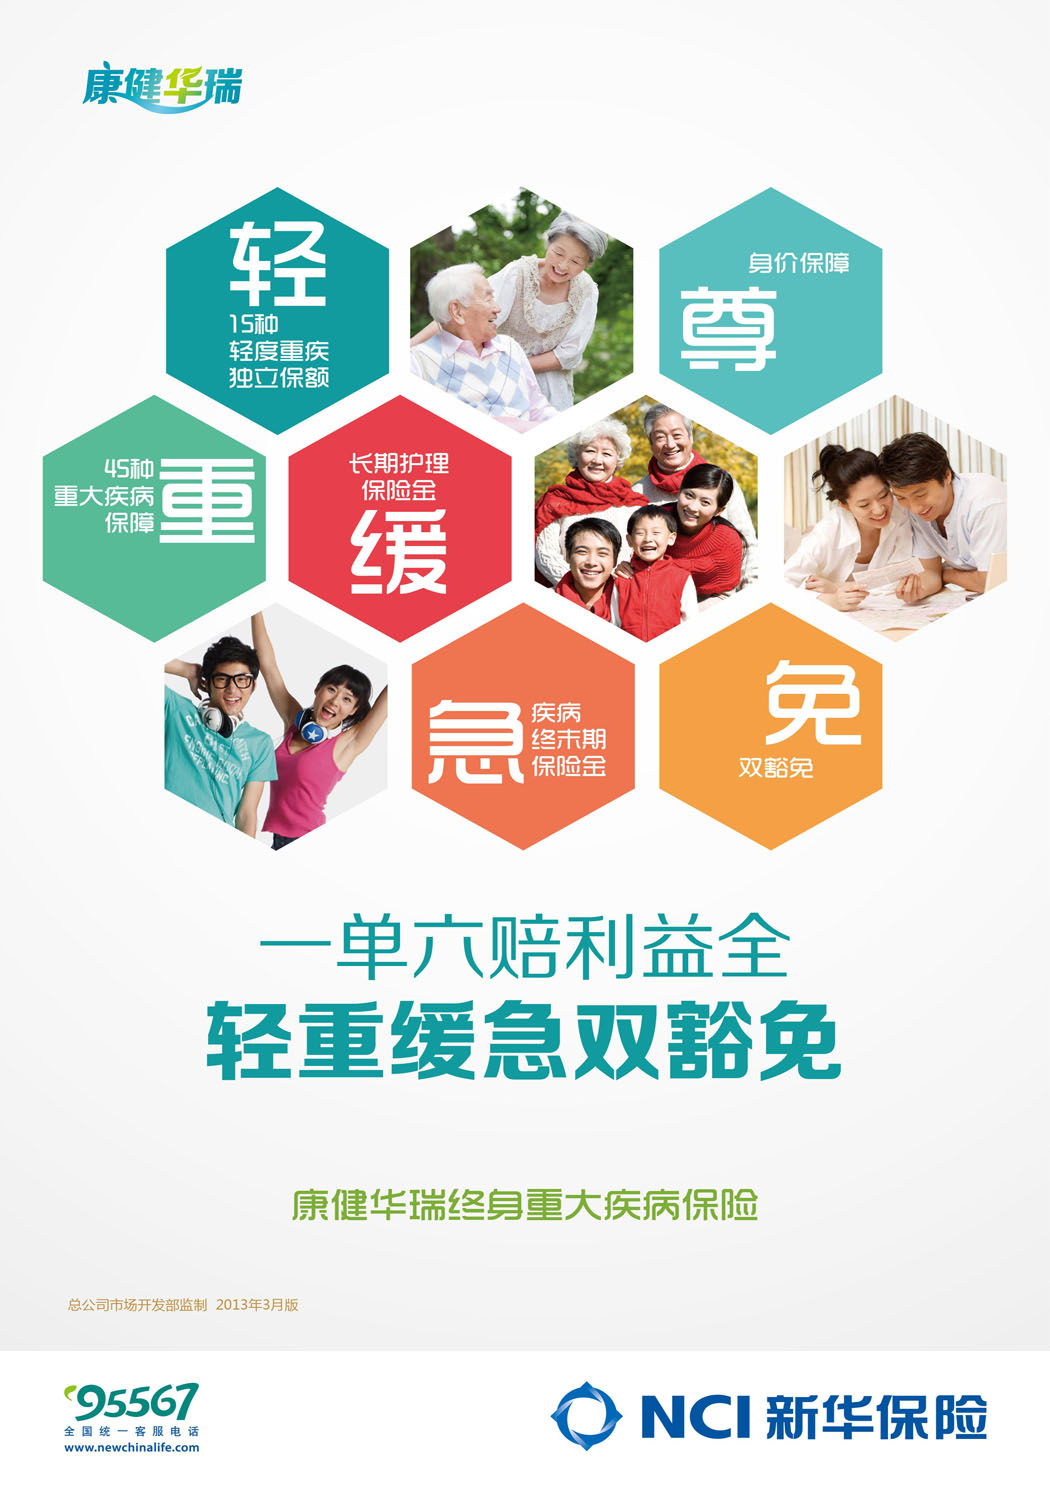 康健华瑞
轻
15种
轻度重疾
独立保额
身价保障
尊
45种
重大疾病
保障
重
长期护理
保险金
缓
急
疾病
终末期
保险金
免
双豁免
一单六赔利益全
轻重缓急双豁免
康健华瑞终身重大疾病保险
总公司市场开发部监制 2013年3月版
95567
全国统一客服电话
www.newchinalife.com
NCI 新华保险